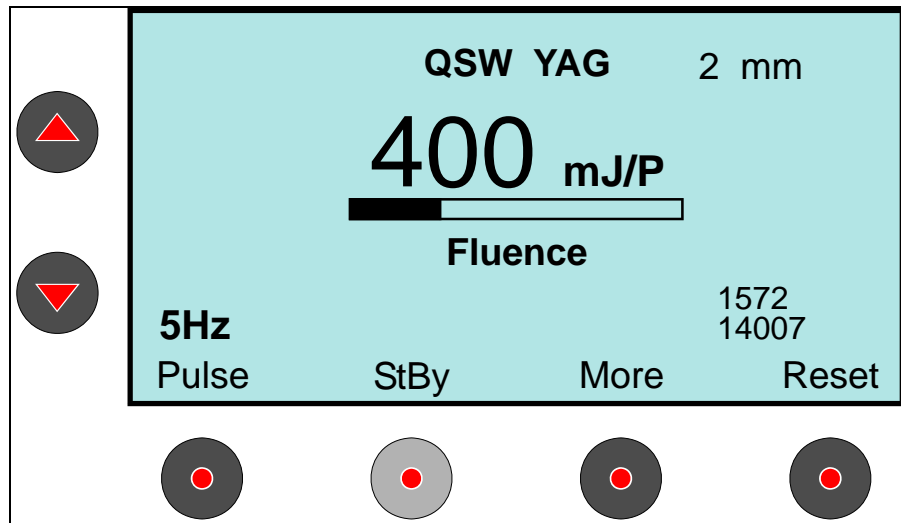 QSW YAG 2 mm
400 mJ/P
Fluence
1572
5Hz 14007
Pulse StBy More Reset